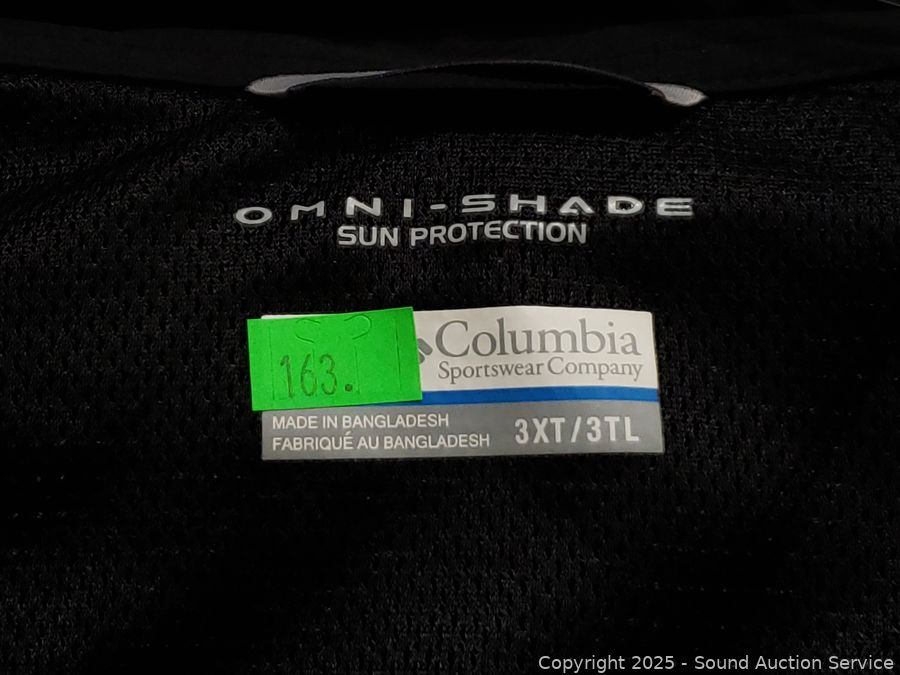 OMNI-SHADE
SUN PROTECTION
163.
Columbia
Sportswear Company
MADE IN BANGLADESH
FABRIQUÉ AU BANGLADESH
3XT/3TL
Copyright 2025 - Sound Auction Service